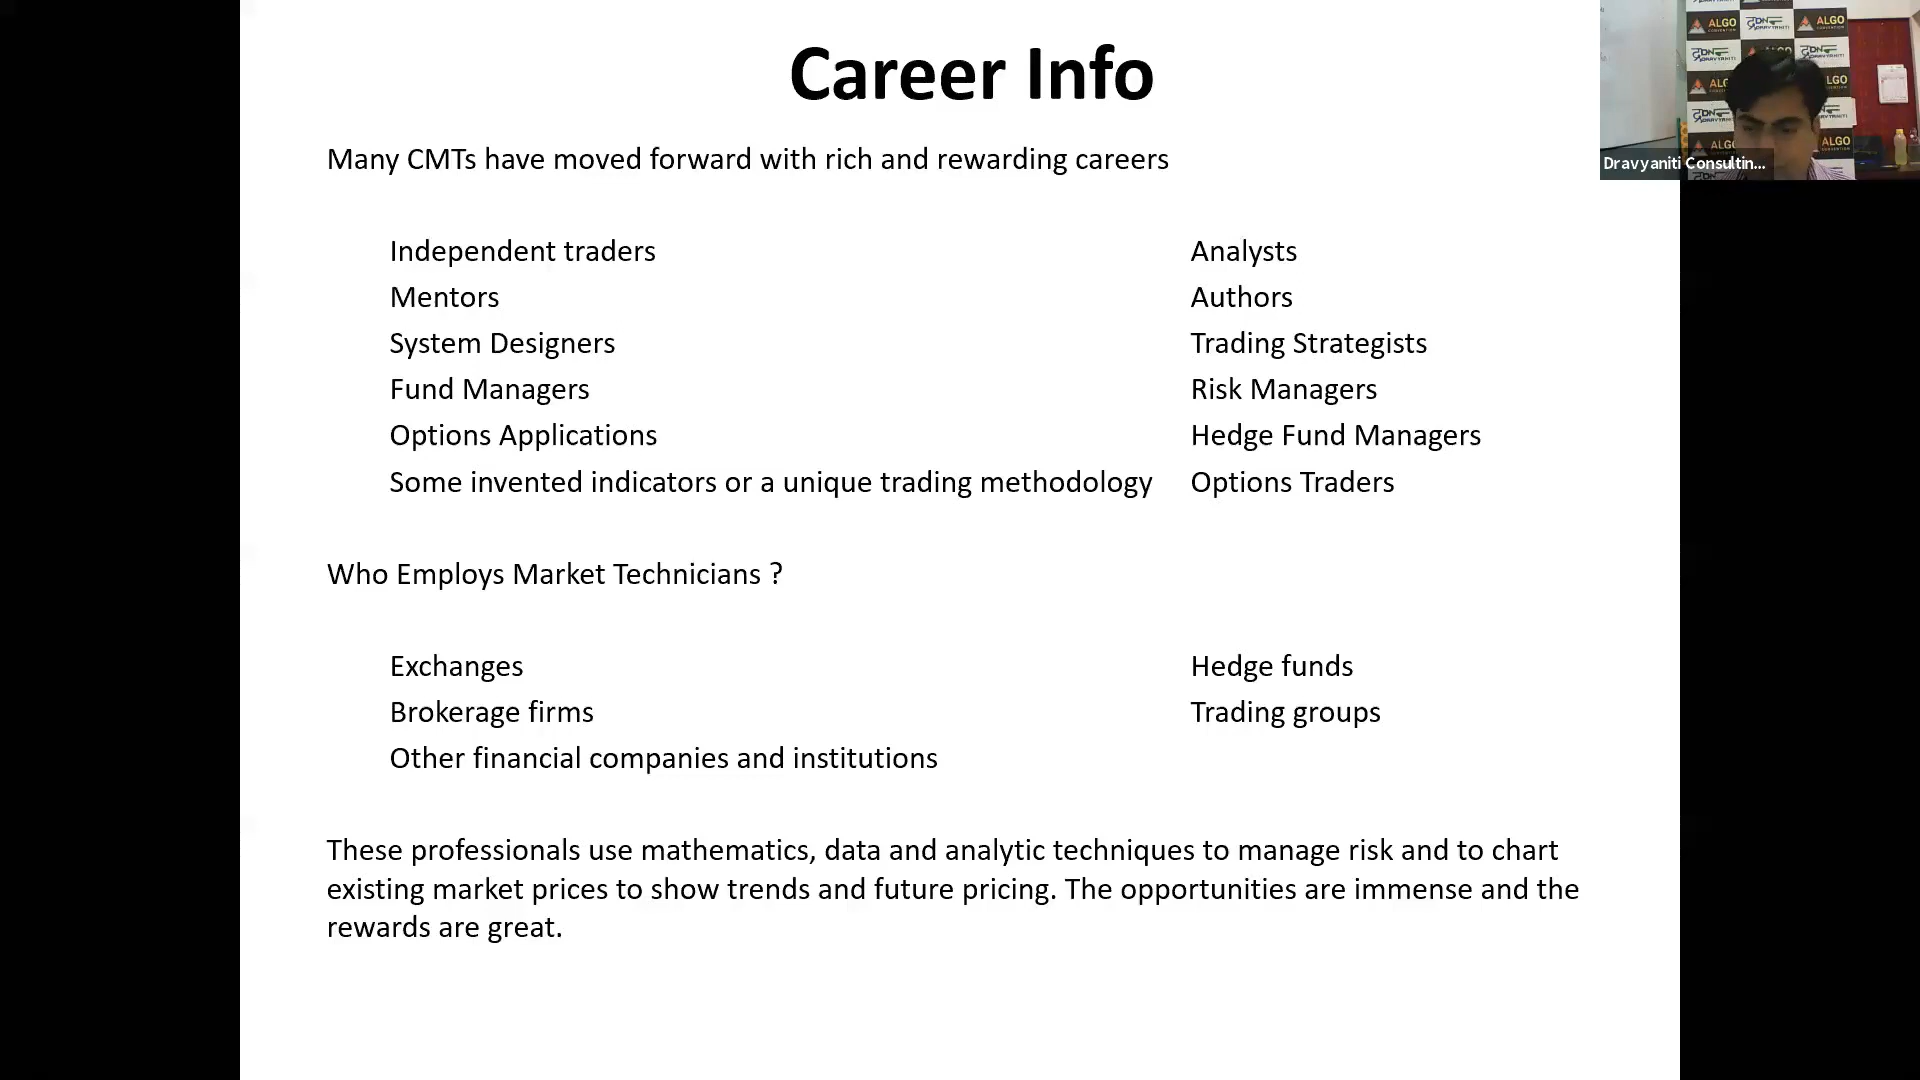 Career Info
Many CMTs have moved forward with rich and rewarding careers
Independent traders
Analysts
Mentors
Authors
System Designers
Trading Strategists
Fund Managers
Risk Managers
Options Applications
Hedge Fund Managers
Some invented indicators or a unique trading methodology
Options Traders
Who Employs Market Technicians ?
Exchanges
Hedge funds
Brokerage firms
Trading groups
Other financial companies and institutions
These professionals use mathematics, data and analytic techniques to manage risk and to chart
existing market prices to show trends and future pricing. The opportunities are immense and the
rewards are great.
ALGO
ALGO
ALGO
Dravyaniti Consultin...